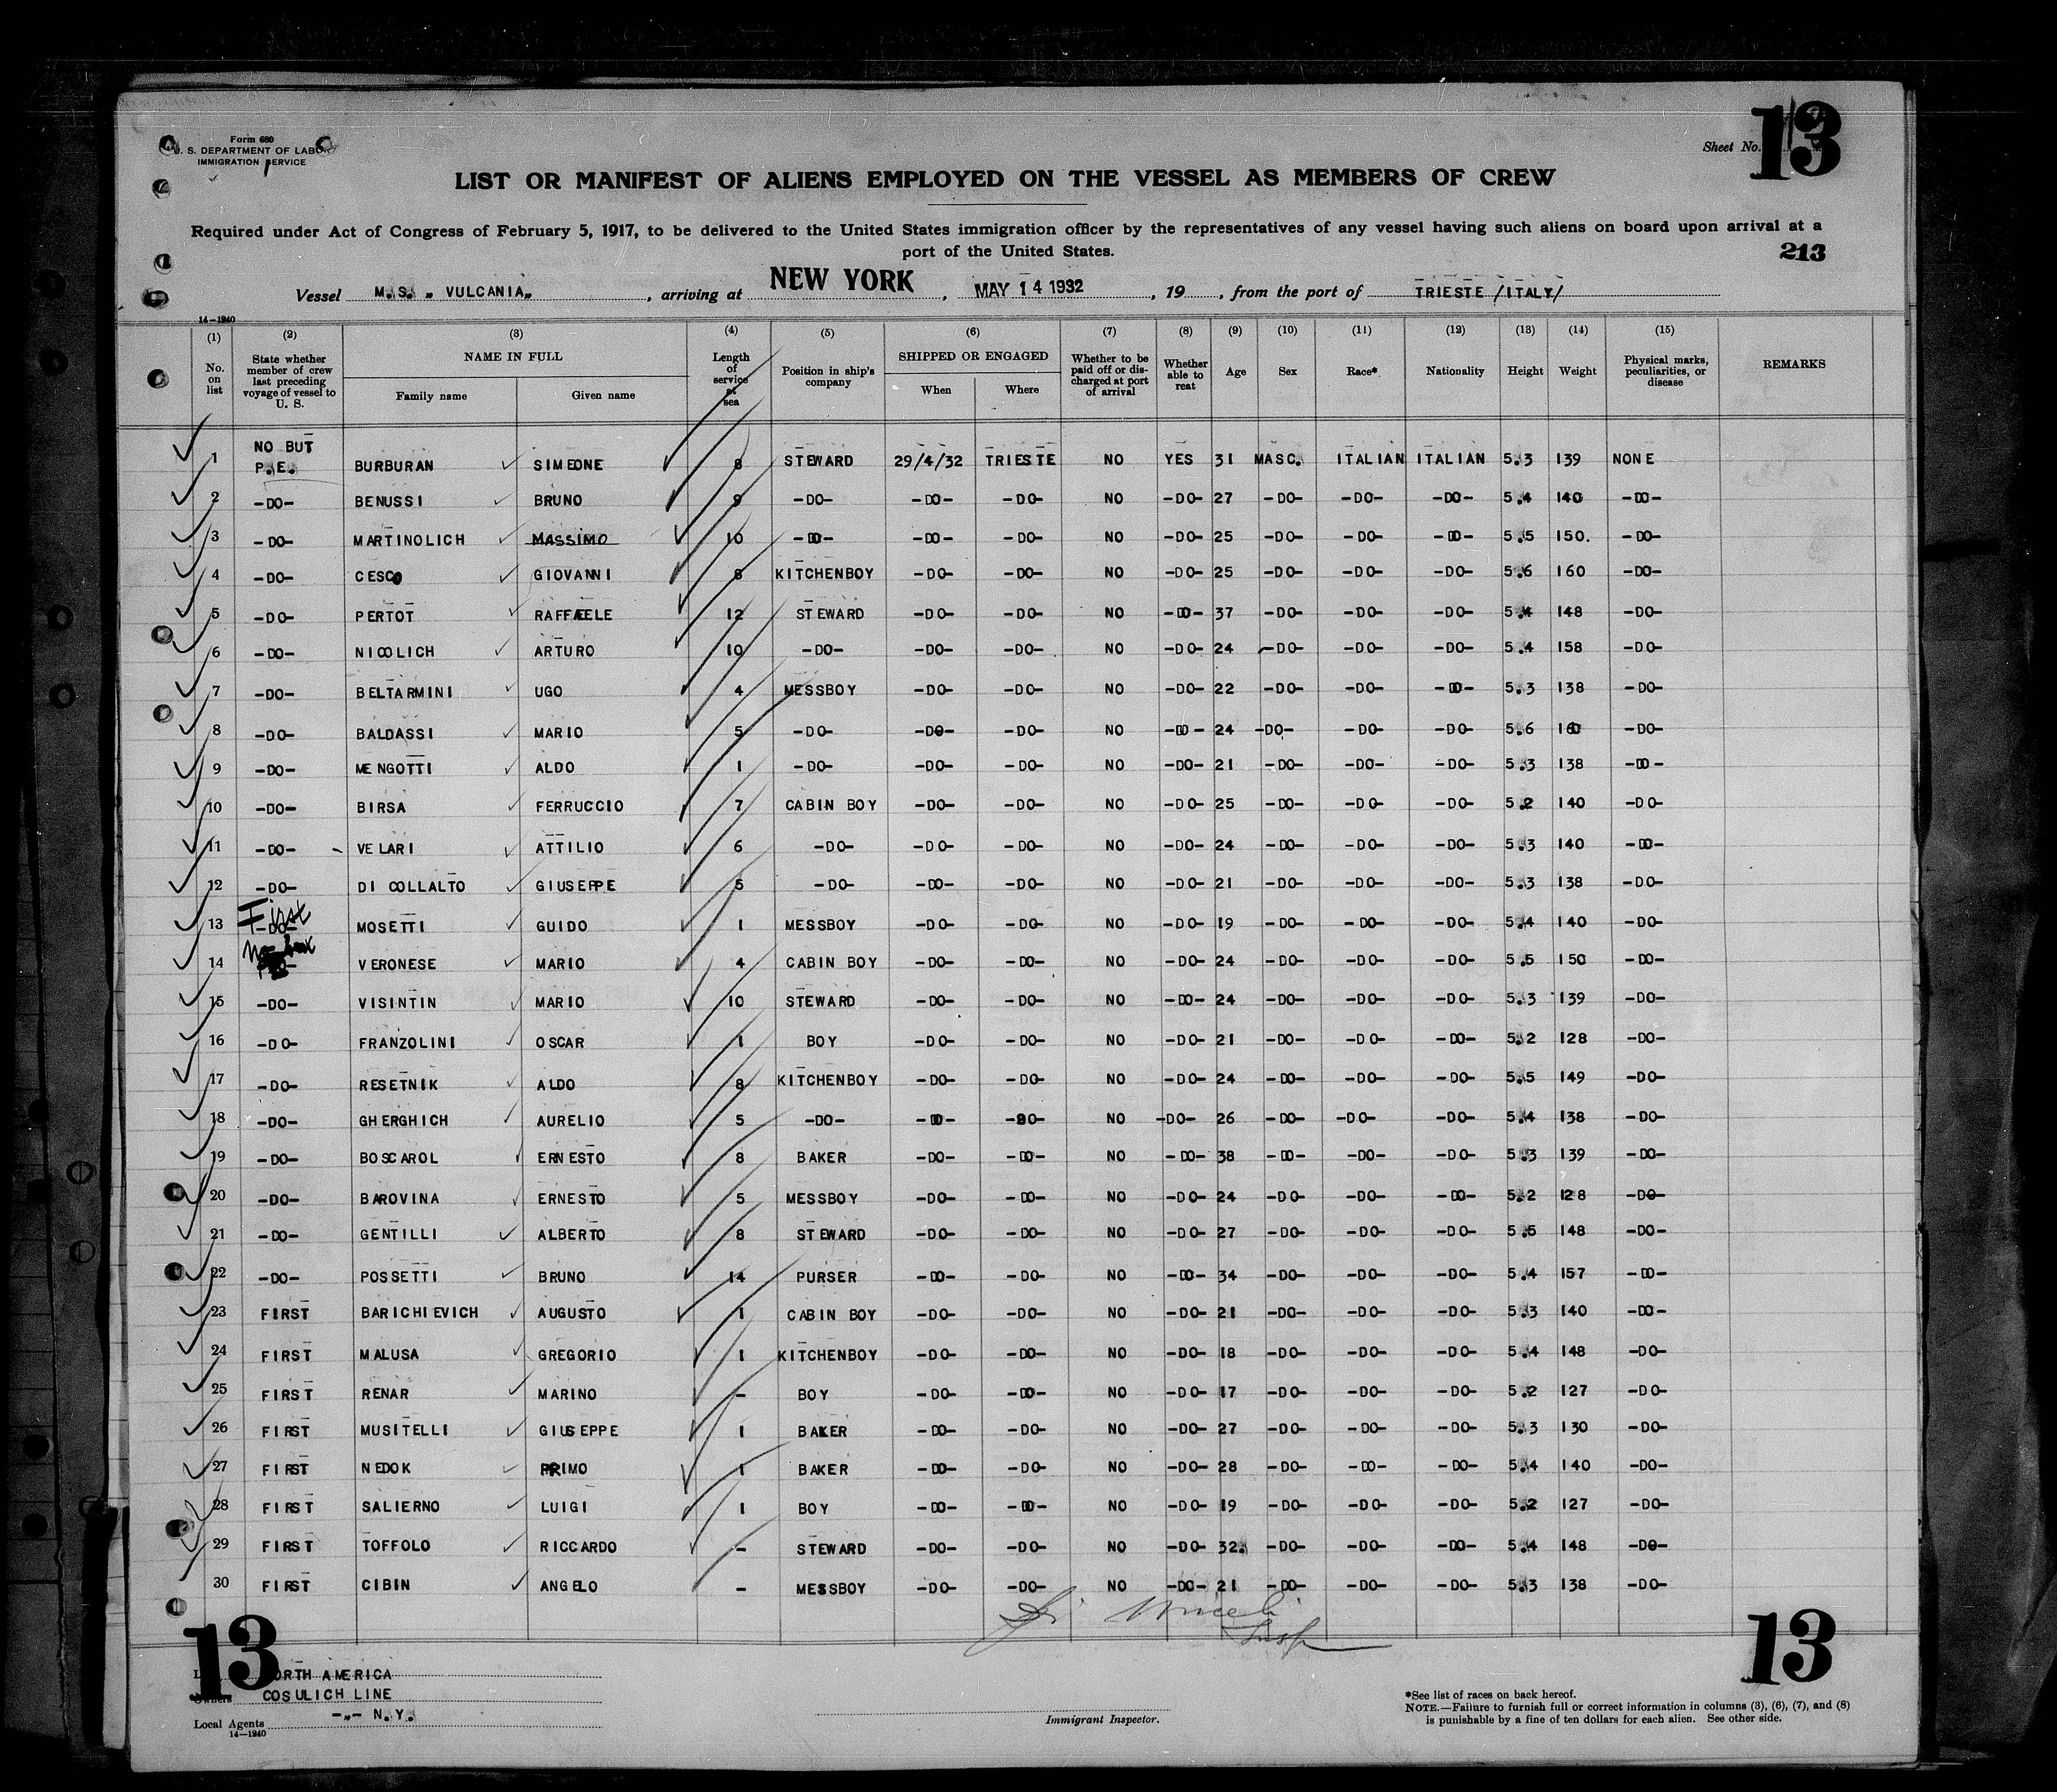 Form 680
U. S. DEPARTMENT OF LABOR
IMMIGRATION SERVICE
Sheet No. 13
LIST OR MANIFEST OF ALIENS EMPLOYED ON THE VESSEL AS MEMBERS OF CREW
Required under Act of Congress of February 5, 1917, to be delivered to the United States immigration officer by the representatives of any vessel having such aliens on board upon arrival at a
port of the United States.
213
Vessel M.S. „ VULCANIA„ , arriving at NEW YORK , MAY 14 1932 , 19 , from the port of TRIESTE /ITALY/
14—1240
(1) (2) (3) (4) (5) (6) (7) (8) (9) (10) (11) (12) (13) (14) (15)
No. on list State whether member of crew last preceding voyage of vessel to U. S. NAME IN FULL Family name Given name Length of service at sea Position in ship's company SHIPPED OR ENGAGED When Where Whether to be paid off or discharged at port of arrival Whether able to reat Age Sex Race* Nationality Height Weight Physical marks, peculiarities, or disease REMARKS
1 NO BUT P.E. BURBURAN SIMEONE 8 STEWARD 29/4/32 TRIESTE NO YES 31 MASC. ITALIAN ITALIAN 5.3 139 NONE
2 -DO- BENUSSI BRUNO 9 -DO- -DO- -DO- NO -DO- 27 -DO- -DO- -DO- 5.4 140 -DO-
3 -DO- MARTINOLICH MASSIMO 10 -DO- -DO- -DO- NO -DO- 25 -DO- -DO- -DO- 5.5 150. -DO-
4 -DO- CESCO GIOVANNI 8 KITCHENBOY -DO- -DO- NO -DO- 25 -DO- -DO- -DO- 5.6 160 -DO-
5 -DO- PERTOT RAFFAELE 12 STEWARD -DO- -DO- NO -DO- 37 -DO- -DO- -DO- 5.4 148 -DO-
6 -DO- NICOLICH ARTURO 10 -DO- -DO- -DO- NO -DO- 24 -DO- -DO- -DO- 5.4 158 -DO-
7 -DO- BELTARMINI UGO 4 MESSBOY -DO- -DO- NO -DO- 22 -DO- -DO- -DO- 5.3 138 -DO-
8 -DO- BALDASSI MARIO 5 -DO- -DO- -DO- NO -DO- 24 -DO- -DO- -DO- 5.6 160 -DO-
9 -DO- MENGOTTI ALDO 1 -DO- -DO- -DO- NO -DO- 21 -DO- -DO- -DO- 5.3 138 -DO-
10 -DO- BIRSA FERRUCCIO 7 CABIN BOY -DO- -DO- NO -DO- 25 -DO- -DO- -DO- 5.2 140 -DO-
11 -DO- VELARI ATTILIO 6 -DO- -DO- -DO- NO -DO- 24 -DO- -DO- -DO- 5.3 140 -DO-
12 -DO- DI COLLALTO GIUSEPPE 5 -DO- -DO- -DO- NO -DO- 21 -DO- -DO- -DO- 5.3 138 -DO-
13 First -DO- MOSETTI GUIDO 1 MESSBOY -DO- -DO- NO -DO- 19 -DO- -DO- -DO- 5.4 140 -DO-
14 VERONESE MARIO 4 CABIN BOY -DO- -DO- NO -DO- 24 -DO- -DO- -DO- 5.5 150 -DO-
15 -DO- VISINTIN MARIO 10 STEWARD -DO- -DO- NO -DO- 24 -DO- -DO- -DO- 5.3 139 -DO-
16 -DO- FRANZOLINI OSCAR 1 BOY -DO- -DO- NO -DO- 21 -DO- -DO- -DO- 5.2 128 -DO-
17 -DO- RESETNIK ALDO 8 KITCHENBOY -DO- -DO- NO -DO- 24 -DO- -DO- -DO- 5.5 149 -DO-
18 -DO- GHERGHICH AURELIO 5 -DO- -DO- -DO- NO -DO- 26 -DO- -DO- -DO- 5.4 138 -DO-
19 -DO- BOSCAROL ERNESTO 8 BAKER -DO- -DO- NO -DO- 38 -DO- -DO- -DO- 5.3 139 -DO-
20 -DO- BAROVINA ERNESTO 5 MESSBOY -DO- -DO- NO -DO- 24 -DO- -DO- -DO- 5.2 128 -DO-
21 -DO- GENTILLI ALBERTO 8 STEWARD -DO- -DO- NO -DO- 27 -DO- -DO- -DO- 5.5 148 -DO-
22 -DO- POSSETTI BRUNO 14 PURSER -DO- -DO- NO -DO- 34 -DO- -DO- -DO- 5.4 157 -DO-
23 FIRST BARICHIEVICH AUGUSTO 1 CABIN BOY -DO- -DO- NO -DO- 21 -DO- -DO- -DO- 5.3 140 -DO-
24 FIRST MALUSA GREGORIO 1 KITCHENBOY -DO- -DO- NO -DO- 18 -DO- -DO- -DO- 5.4 148 -DO-
25 FIRST RENAR MARINO - BOY -DO- -DO- NO -DO- 17 -DO- -DO- -DO- 5.2 127 -DO-
26 FIRST MUSITELLI GIUSEPPE 1 BAKER -DO- -DO- NO -DO- 27 -DO- -DO- -DO- 5.3 130 -DO-
27 FIRST NEDOK PRIMO 1 BAKER -DO- -DO- NO -DO- 28 -DO- -DO- -DO- 5.4 140 -DO-
28 FIRST SALIERNO LUIGI 1 BOY -DO- -DO- NO -DO- 19 -DO- -DO- -DO- 5.2 127 -DO-
29 FIRST TOFFOLO RICCARDO - STEWARD -DO- -DO- NO -DO- 32. -DO- -DO- -DO- 5.4 148 -DO-
30 FIRST CIBIN ANGELO - MESSBOY -DO- -DO- NO -DO- 21 -DO- -DO- -DO- 5.3 138 -DO-
13
13
NORTH AMERICA
Owners COSULICH LINE
Local Agents -„- N.Y.
14—1240
Immigrant Inspector.
*See list of races on back hereof.
NOTE.—Failure to furnish full or correct information in columns (3), (6), (7), and (8)
is punishable by a fine of ten dollars for each alien. See other side.